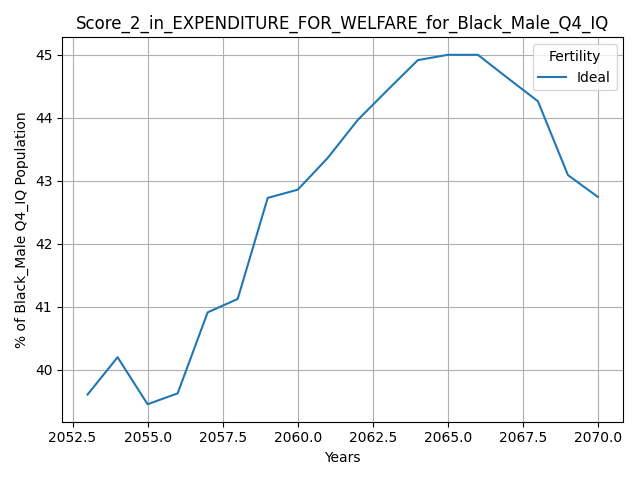 Score_2_in_EXPENDITURE_FOR_WELFARE_for_Black_Male_Q4_IQ
Fertility
Ideal
% of Black_Male Q4_IQ Population
45
44
43
42
41
40
2052.5 2055.0 2057.5 2060.0 2062.5 2065.0 2067.5 2070.0
Years